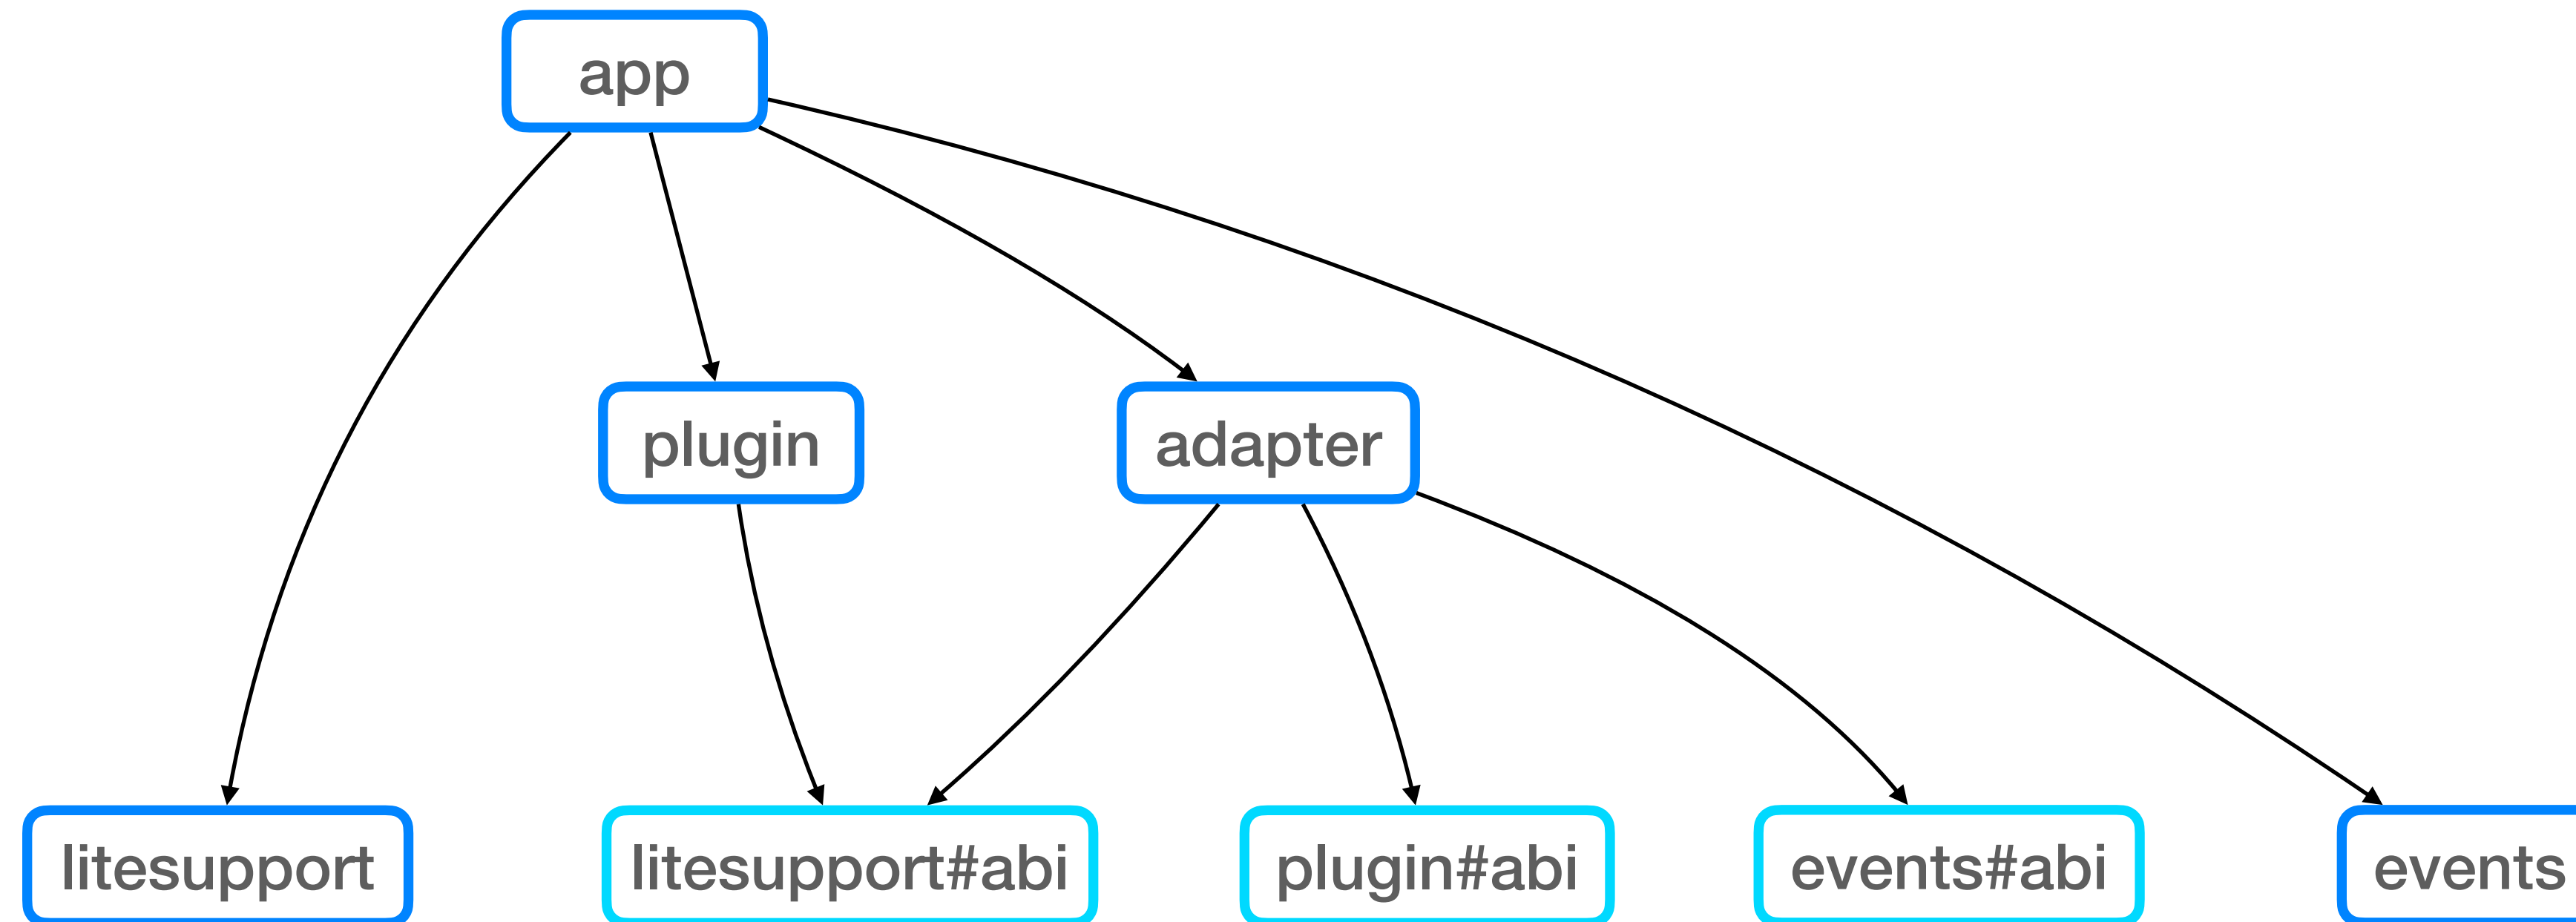 app
plugin
adapter
litesupport
litesupport#abi
plugin#abi
events#abi
events